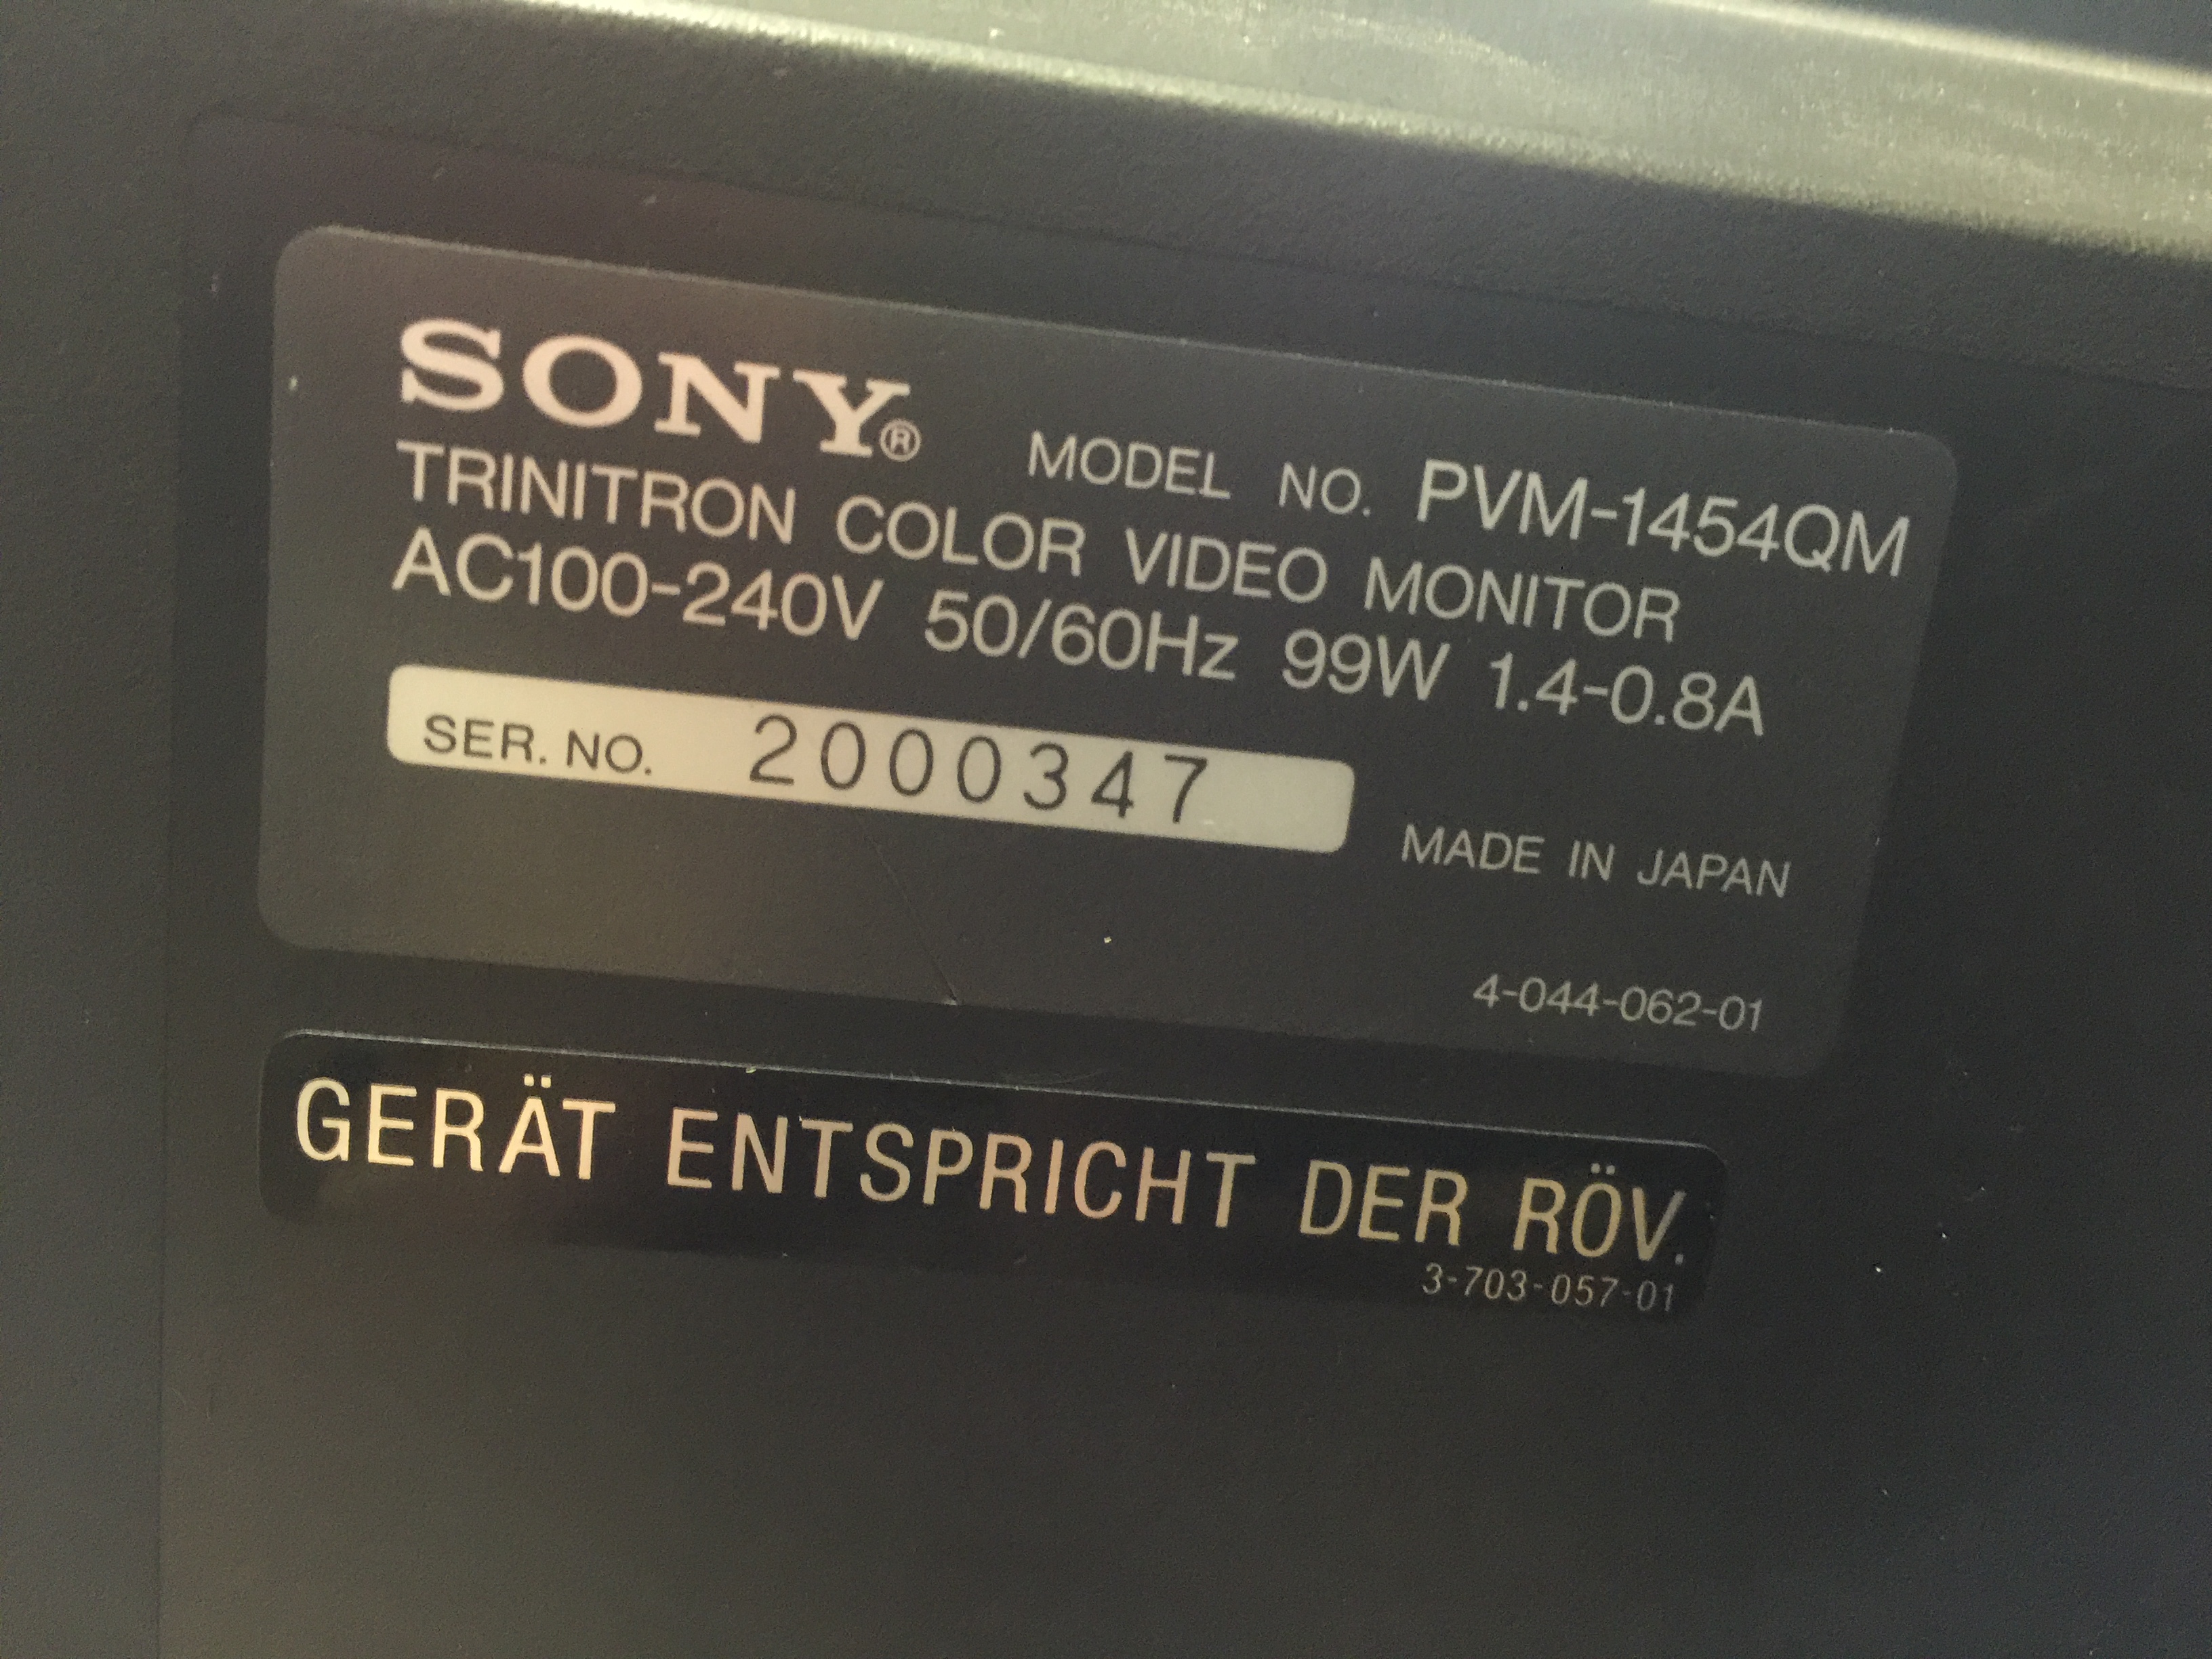 SONY® MODEL NO. PVM-1454QM
TRINITRON COLOR VIDEO MONITOR
AC100-240V 50/60Hz 99W 1.4-0.8A
SER. NO. 2000347
MADE IN JAPAN
4-044-062-01
GERÄT ENTSPRICHT DER RÖV.
3-703-057-01